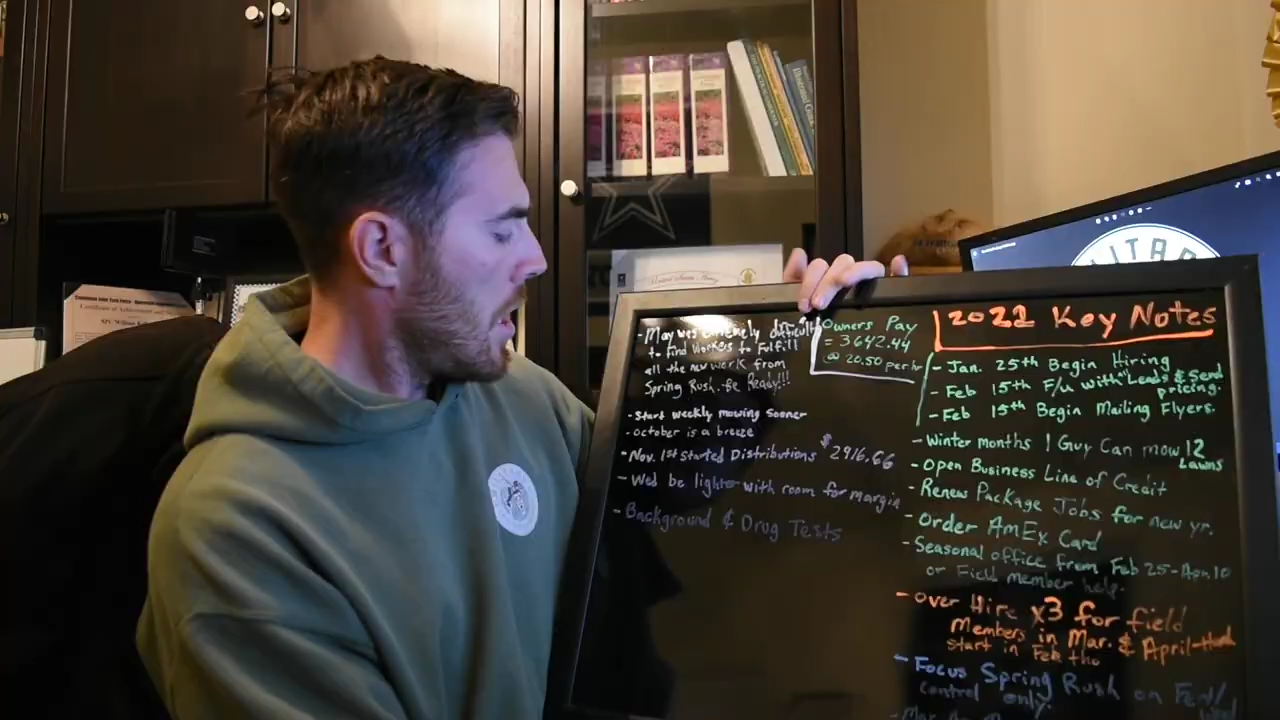 - May was extremely difficult
to find workers to Fulfill
all the new work from
Spring Rush. Be Ready!!!
- Start weekly mowing sooner
- October is a breeze
- Nov. 1st Started Distributions $2916.66
- Wed be lighter with room for margin
- Background & Drug Tests
Owners Pay
= 3642.44
@ 20.50 per hr
2022 Key Notes
- Jan. 25th Begin Hiring
- Feb 15th F/u with "Leads & Send
pricing.
- Feb 15th Begin Mailing Flyers.
- Winter months 1 Guy Can mow 12
Lawns
- Open Business Line of Credit
- Renew Package Jobs for new yr.
- Order AmEx Card
- Seasonal office from Feb 25-Apr. 10
or Field member help.
- Over Hire x3 for field
Members in Mar. & April-
start in Feb tho
- Focus Spring Rush on
control only.